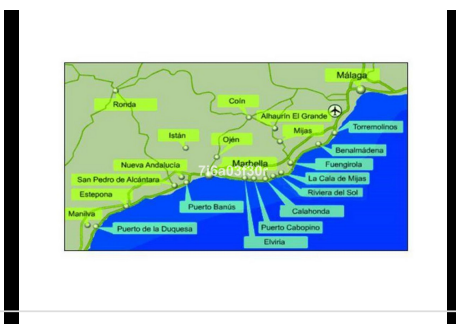 Málaga
Ronda
Coín
Alhaurín El Grande
Mijas
Torremolinos
Istán
Ojén
Benalmádena
Nueva Andalucía
Marbella
Fuengirola
7l6a03f30r
San Pedro de Alcántara
La Cala de Mijas
Estepona
Riviera del Sol
Manilva
Puerto Banús
Calahonda
Puerto de la Duquesa
Puerto Cabopino
Elviria